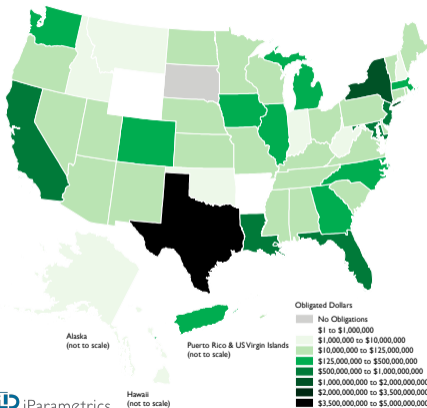 Obligated Dollars
No Obligations
$1 to $1,000,000
$1,000,000 to $10,000,000
$10,000,000 to $125,000,000
$125,000,000 to $500,000,000
$500,000,000 to $1,000,000,000
$1,000,000,000 to $2,000,000,000
$2,000,000,000 to $3,500,000,000
$3,500,000,000 to $5,000,000,000
Alaska
(not to scale)
Puerto Rico & US Virgin Islands
(not to scale)
Hawaii
(not to scale)
iParametrics